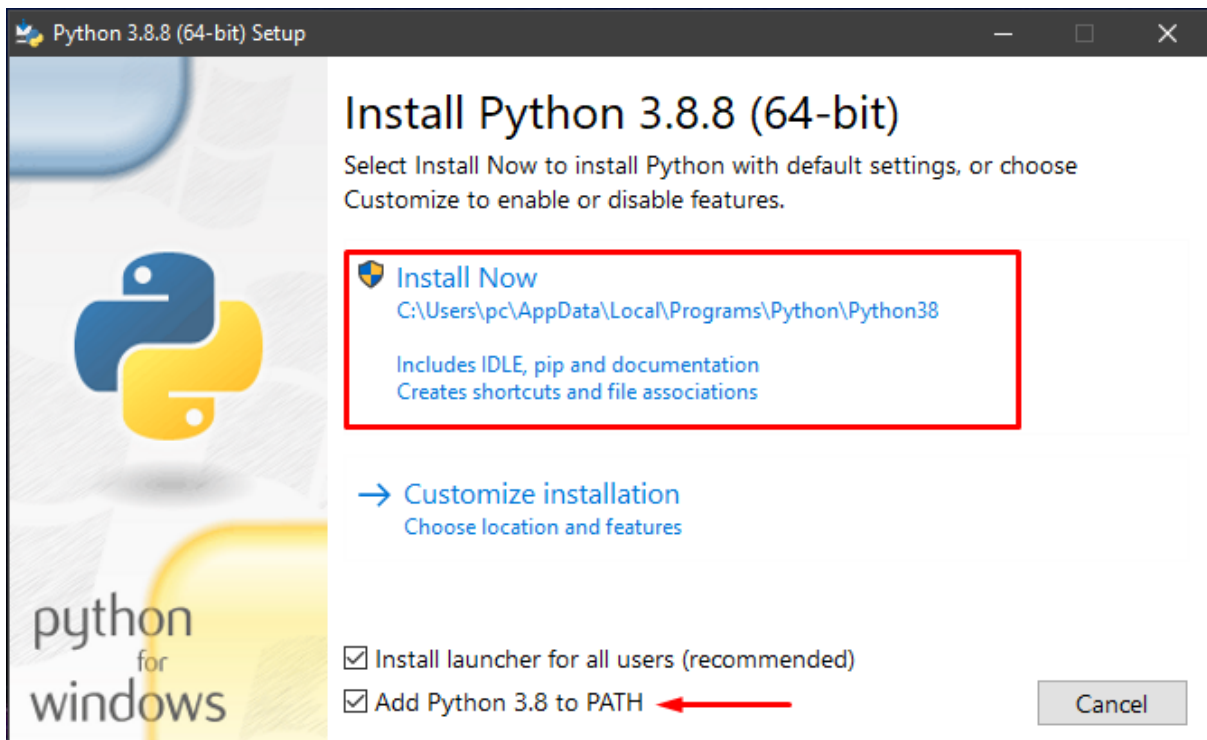 Python 3.8.8 (64-bit) Setup
Install Python 3.8.8 (64-bit)
Select Install Now to install Python with default settings, or choose
Customize to enable or disable features.
Install Now
C:\Users\pc\AppData\Local\Programs\Python\Python38
Includes IDLE, pip and documentation
Creates shortcuts and file associations
Customize installation
Choose location and features
python
for
windows
Install launcher for all users (recommended)
Add Python 3.8 to PATH
Cancel